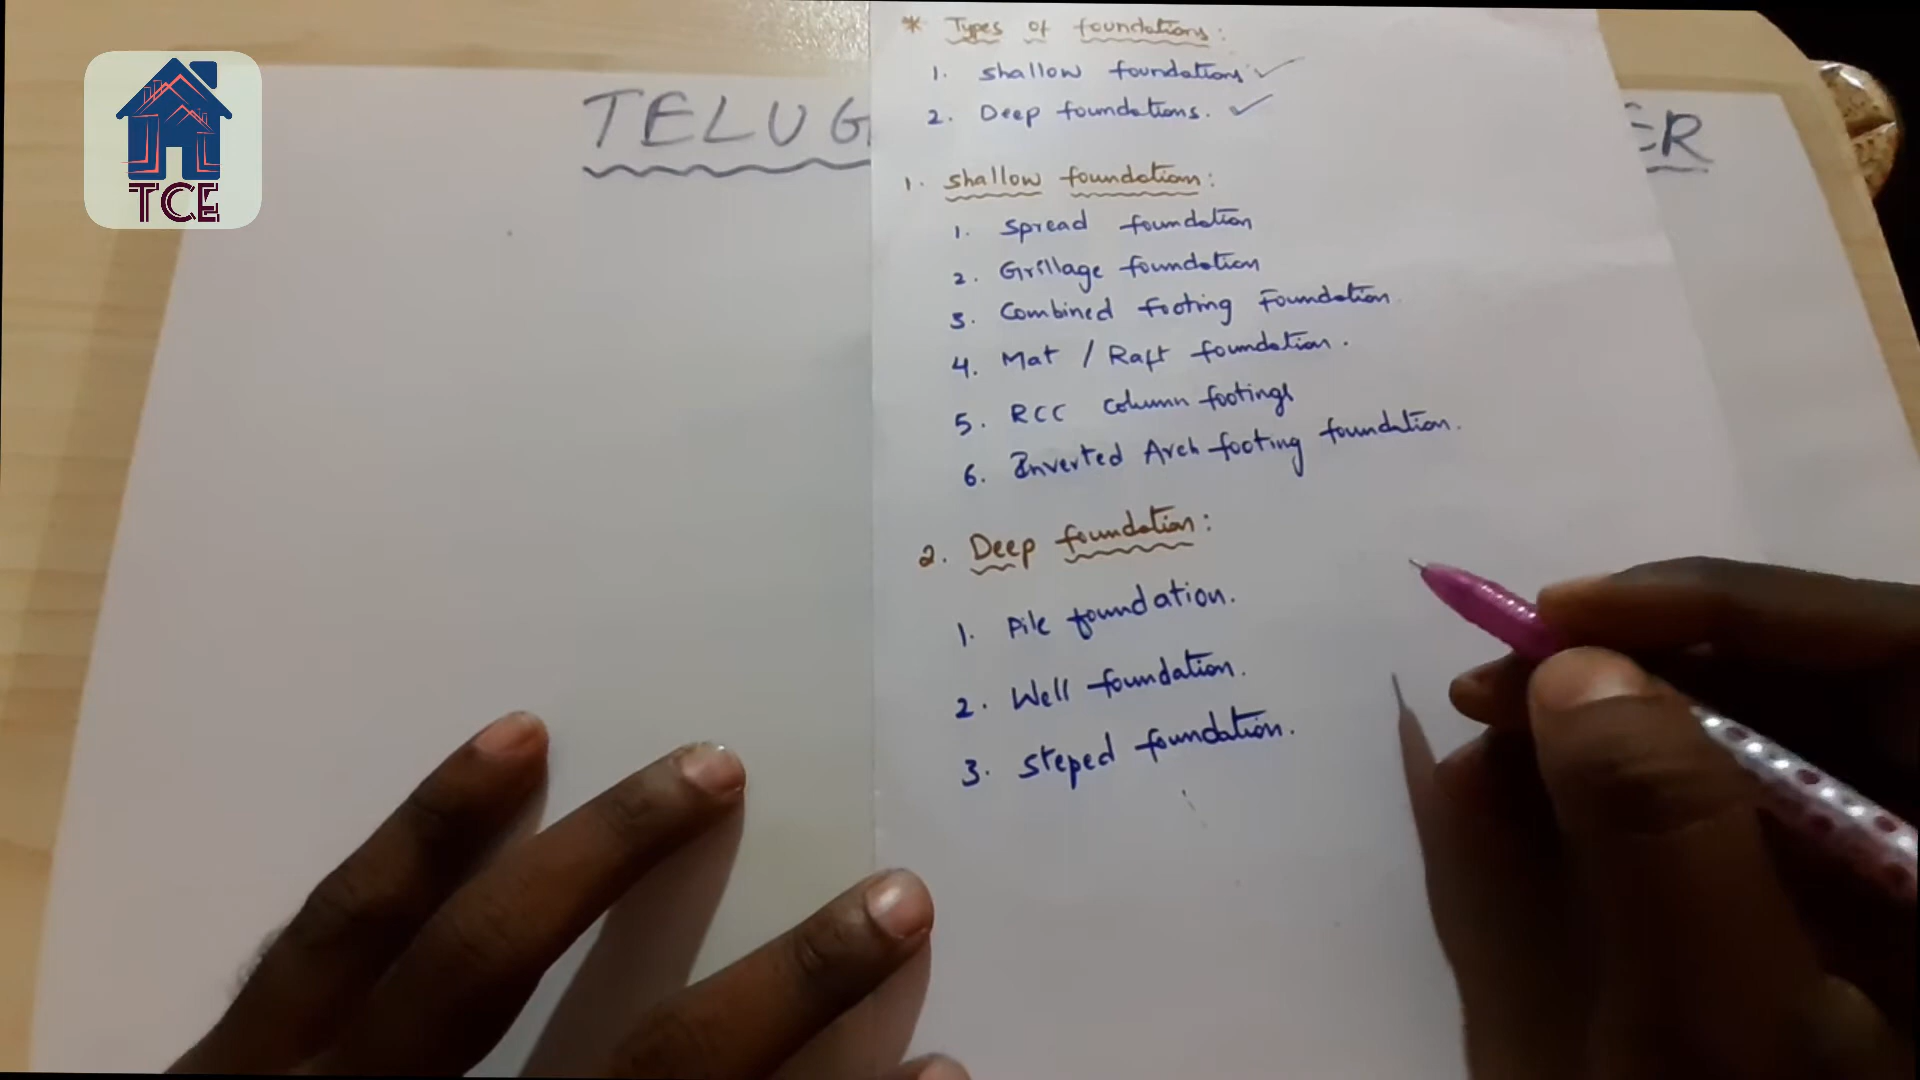 TCE
TELUG
ER
* Types of foundations:
1. Shallow foundations ✓
2. Deep foundations. ✓
1. Shallow foundations:
1. Spread foundation
2. Grillage foundation
3. Combined footing Foundation.
4. Mat / Raft foundation.
5. RCC column footings
6. Inverted Arch footing foundation.
2. Deep foundation:
1. Pile foundation.
2. Well foundation.
3. Steped foundation.